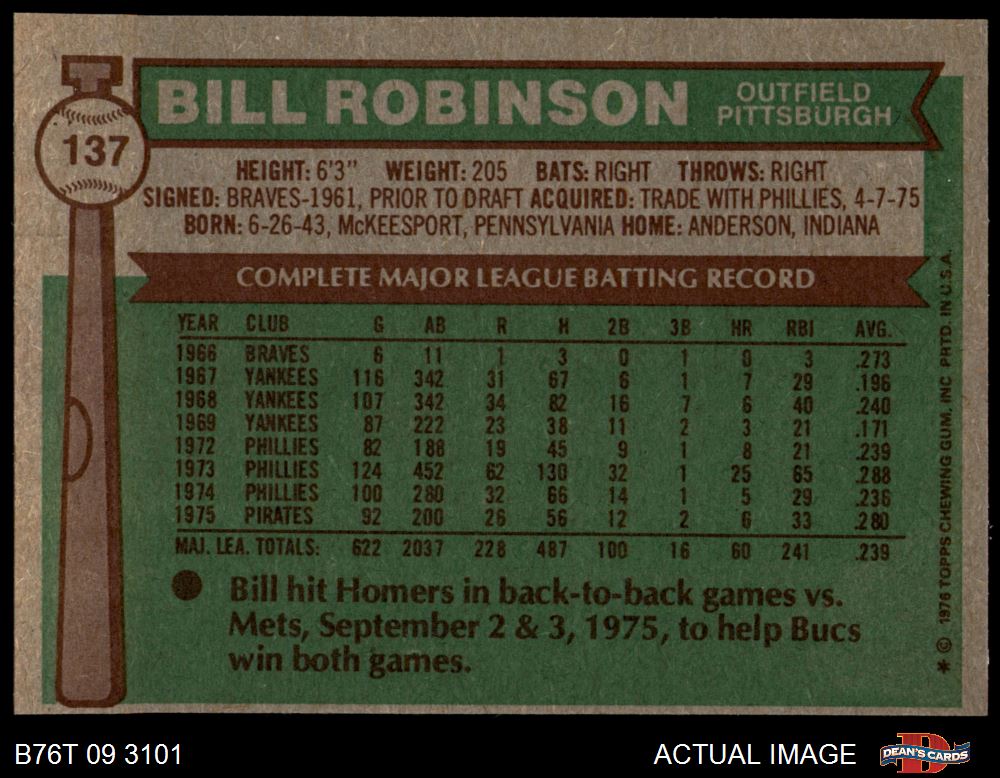 137
BILL ROBINSON
OUTFIELD
PITTSBURGH
HEIGHT: 6'3" WEIGHT: 205 BATS: RIGHT THROWS: RIGHT
SIGNED: BRAVES-1961, PRIOR TO DRAFT ACQUIRED: TRADE WITH PHILLIES, 4-7-75
BORN: 6-26-43, McKEESPORT, PENNSYLVANIA HOME: ANDERSON, INDIANA
COMPLETE MAJOR LEAGUE BATTING RECORD
YEAR CLUB G AB R H 2B 3B HR RBI AVG.
1966 BRAVES 6 11 1 3 0 1 0 3 .273
1967 YANKEES 116 342 31 67 6 1 7 29 .196
1968 YANKEES 107 342 34 82 16 7 6 40 .240
1969 YANKEES 87 222 23 38 11 2 3 21 .171
1972 PHILLIES 82 188 19 45 9 1 8 21 .239
1973 PHILLIES 124 452 62 130 32 1 25 65 .288
1974 PHILLIES 100 280 32 66 14 1 5 29 .236
1975 PIRATES 92 200 26 56 12 2 6 33 .280
MAJ. LEA. TOTALS: 622 2037 228 487 100 16 60 241 .239
Bill hit Homers in back-to-back games vs.
Mets, September 2 & 3, 1975, to help Bucs
win both games.
* © 1976 TOPPS CHEWING GUM, INC PRTD. IN U.S.A.
B76T 09 3101
ACTUAL IMAGE
DEAN'S CARDS